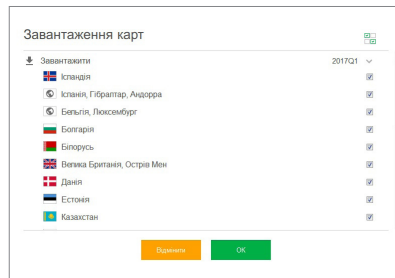 Завантаження карт
Завантажити 2017Q1
Ісландія
Іспанія, Гібралтар, Андорра
Бельгія, Люксембург
Болгарія
Білорусь
Велика Британія, Острів Мен
Данія
Естонія
Казахстан
Відмінити OK